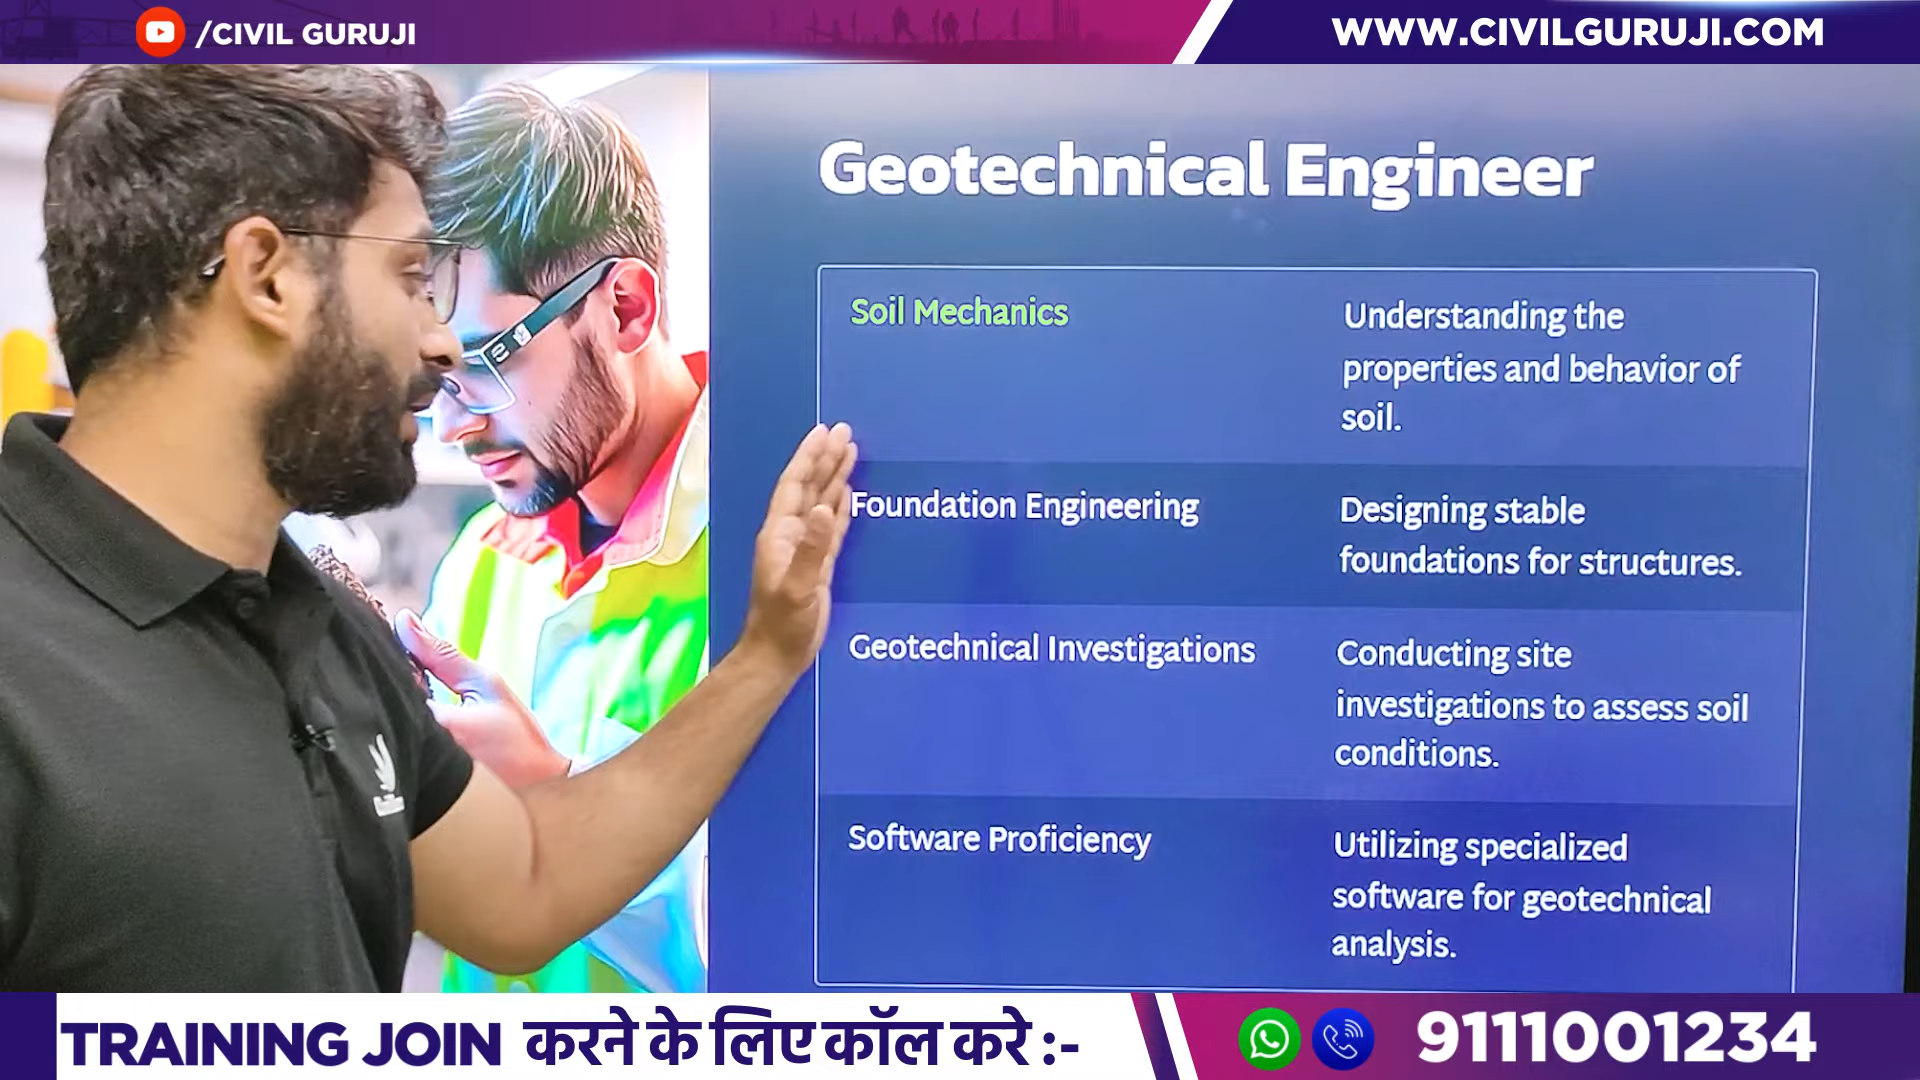 /CIVIL GURUJI
WWW.CIVILGURUJI.COM
Geotechnical Engineer
Soil Mechanics
Understanding the
properties and behavior of
soil.
Foundation Engineering
Designing stable
foundations for structures.
Geotechnical Investigations
Conducting site
investigations to assess soil
conditions.
Software Proficiency
Utilizing specialized
software for geotechnical
analysis.
TRAINING JOIN करने के लिए कॉल करे :-
9111001234